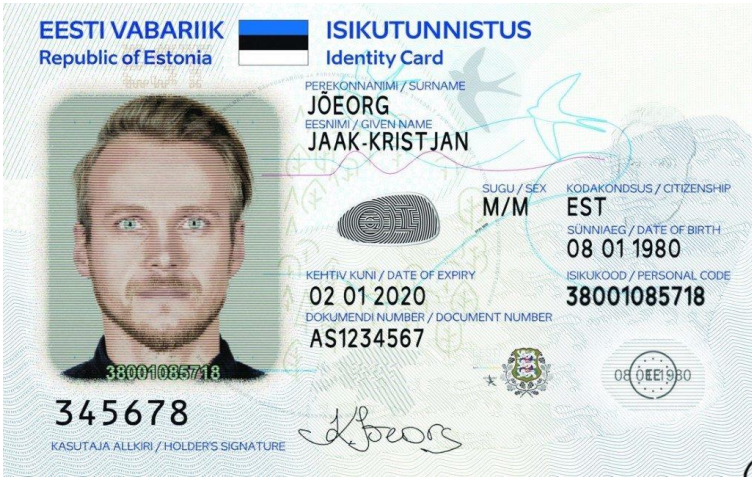 EESTI VABARIIK
Republic of Estonia
ISIKUTUNNISTUS
Identity Card
PEREKONNANIMI / SURNAME
JÕEORG
EESNIMI / GIVEN NAME
JAAK-KRISTJAN
SUGU / SEX
M/M
KODAKONDSUS / CITIZENSHIP
EST
SÜNNIAEG / DATE OF BIRTH
08 01 1980
KEHTIV KUNI / DATE OF EXPIRY
02 01 2020
ISIKUKOOD / PERSONAL CODE
38001085718
DOKUMENDI NUMBER / DOCUMENT NUMBER
AS1234567
38001085718
345678
KASUTAJA ALLKIRI / HOLDER'S SIGNATURE
K.Jõeorg
EE